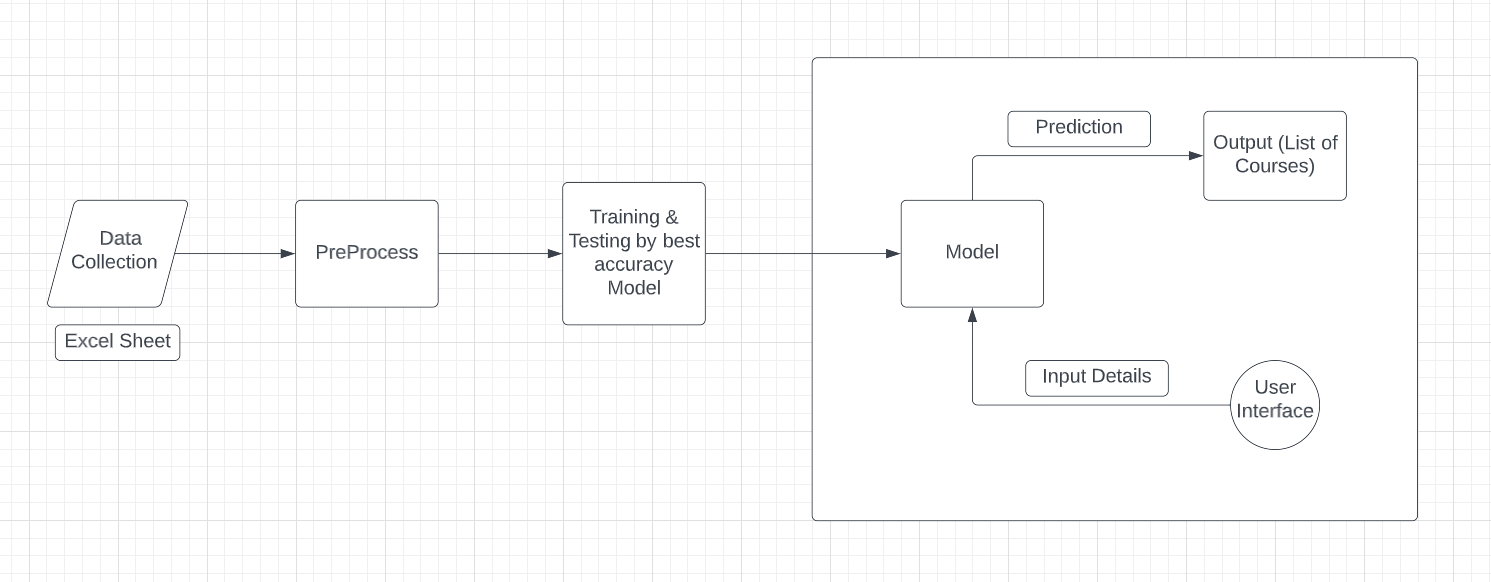 Data
Collection
Excel Sheet
PreProcess
Training &
Testing by best
accuracy
Model
Model
Prediction
Output (List of
Courses)
Input Details
User
Interface